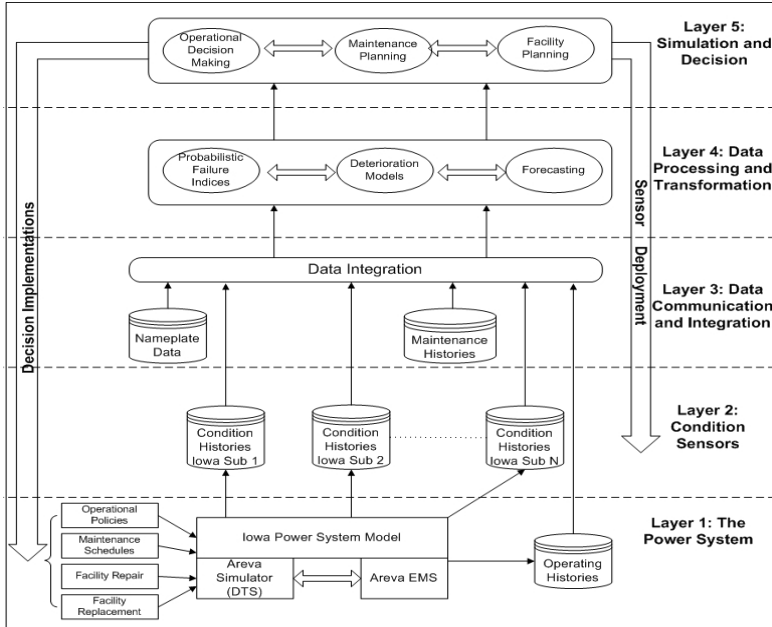 Layer 5:
Simulation and
Decision
Operational
Decision
Making
Maintenance
Planning
Facility
Planning
Layer 4: Data
Processing and
Transformation
Probabilistic
Failure
Indices
Deterioration
Models
Forecasting
Decision Implementations
Sensor Deployment
Layer 3: Data
Communication
and Integration
Data Integration
Nameplate
Data
Maintenance
Histories
Layer 2:
Condition
Sensors
Condition
Histories
Iowa Sub 1
Condition
Histories
Iowa Sub 2
Condition
Histories
Iowa Sub N
Layer 1: The
Power System
Operational
Policies
Maintenance
Schedules
Facility Repair
Facility
Replacement
Iowa Power System Model
Areva
Simulator
(DTS)
Areva EMS
Operating
Histories